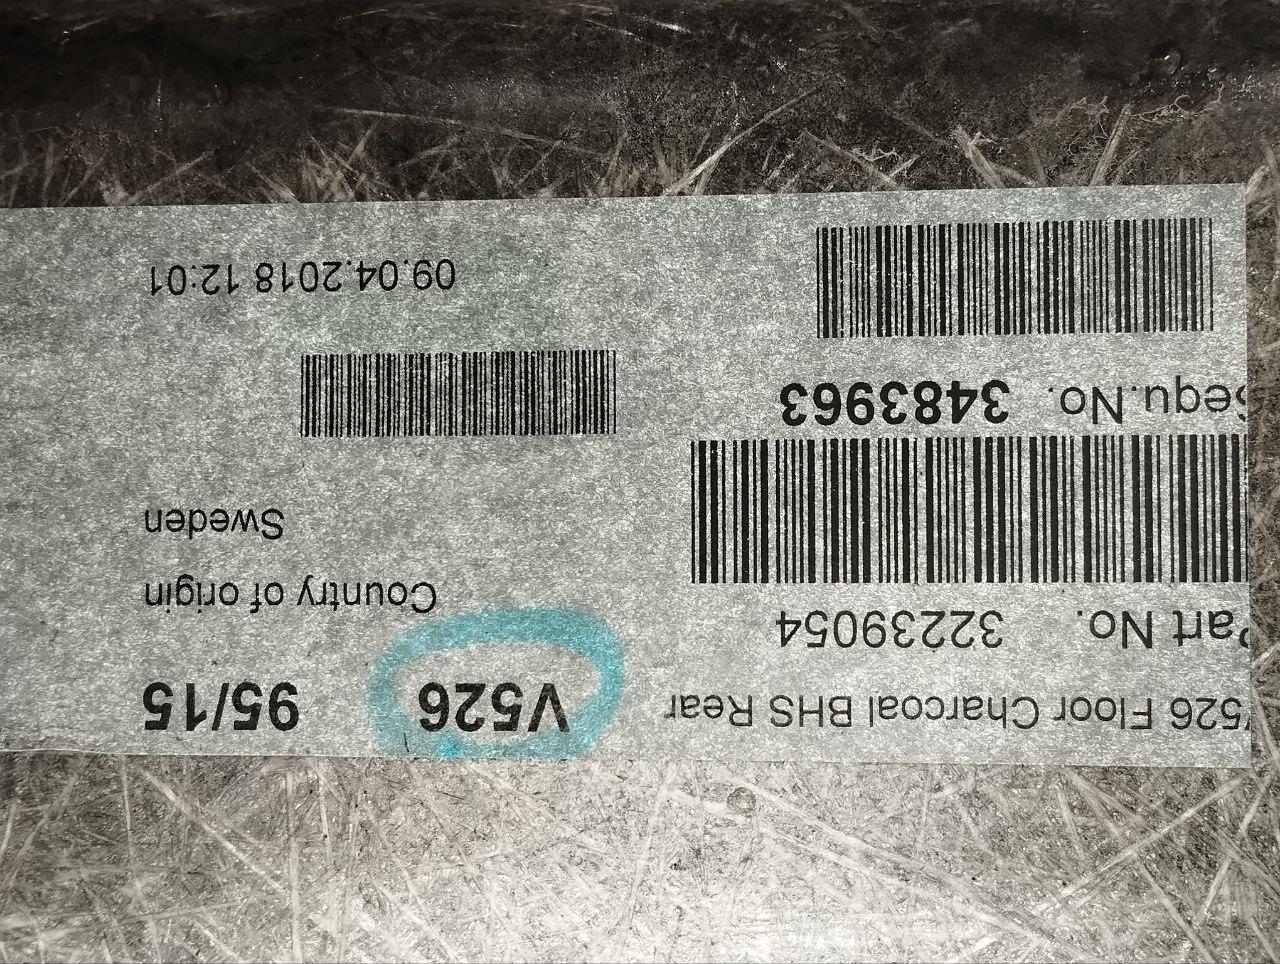 526 Floor Charcoal BHS Rear
V526 95/15
Part No. 32239054
Country of origin
Sweden
Sequ.No. 3483963
09.04.2018 12:01